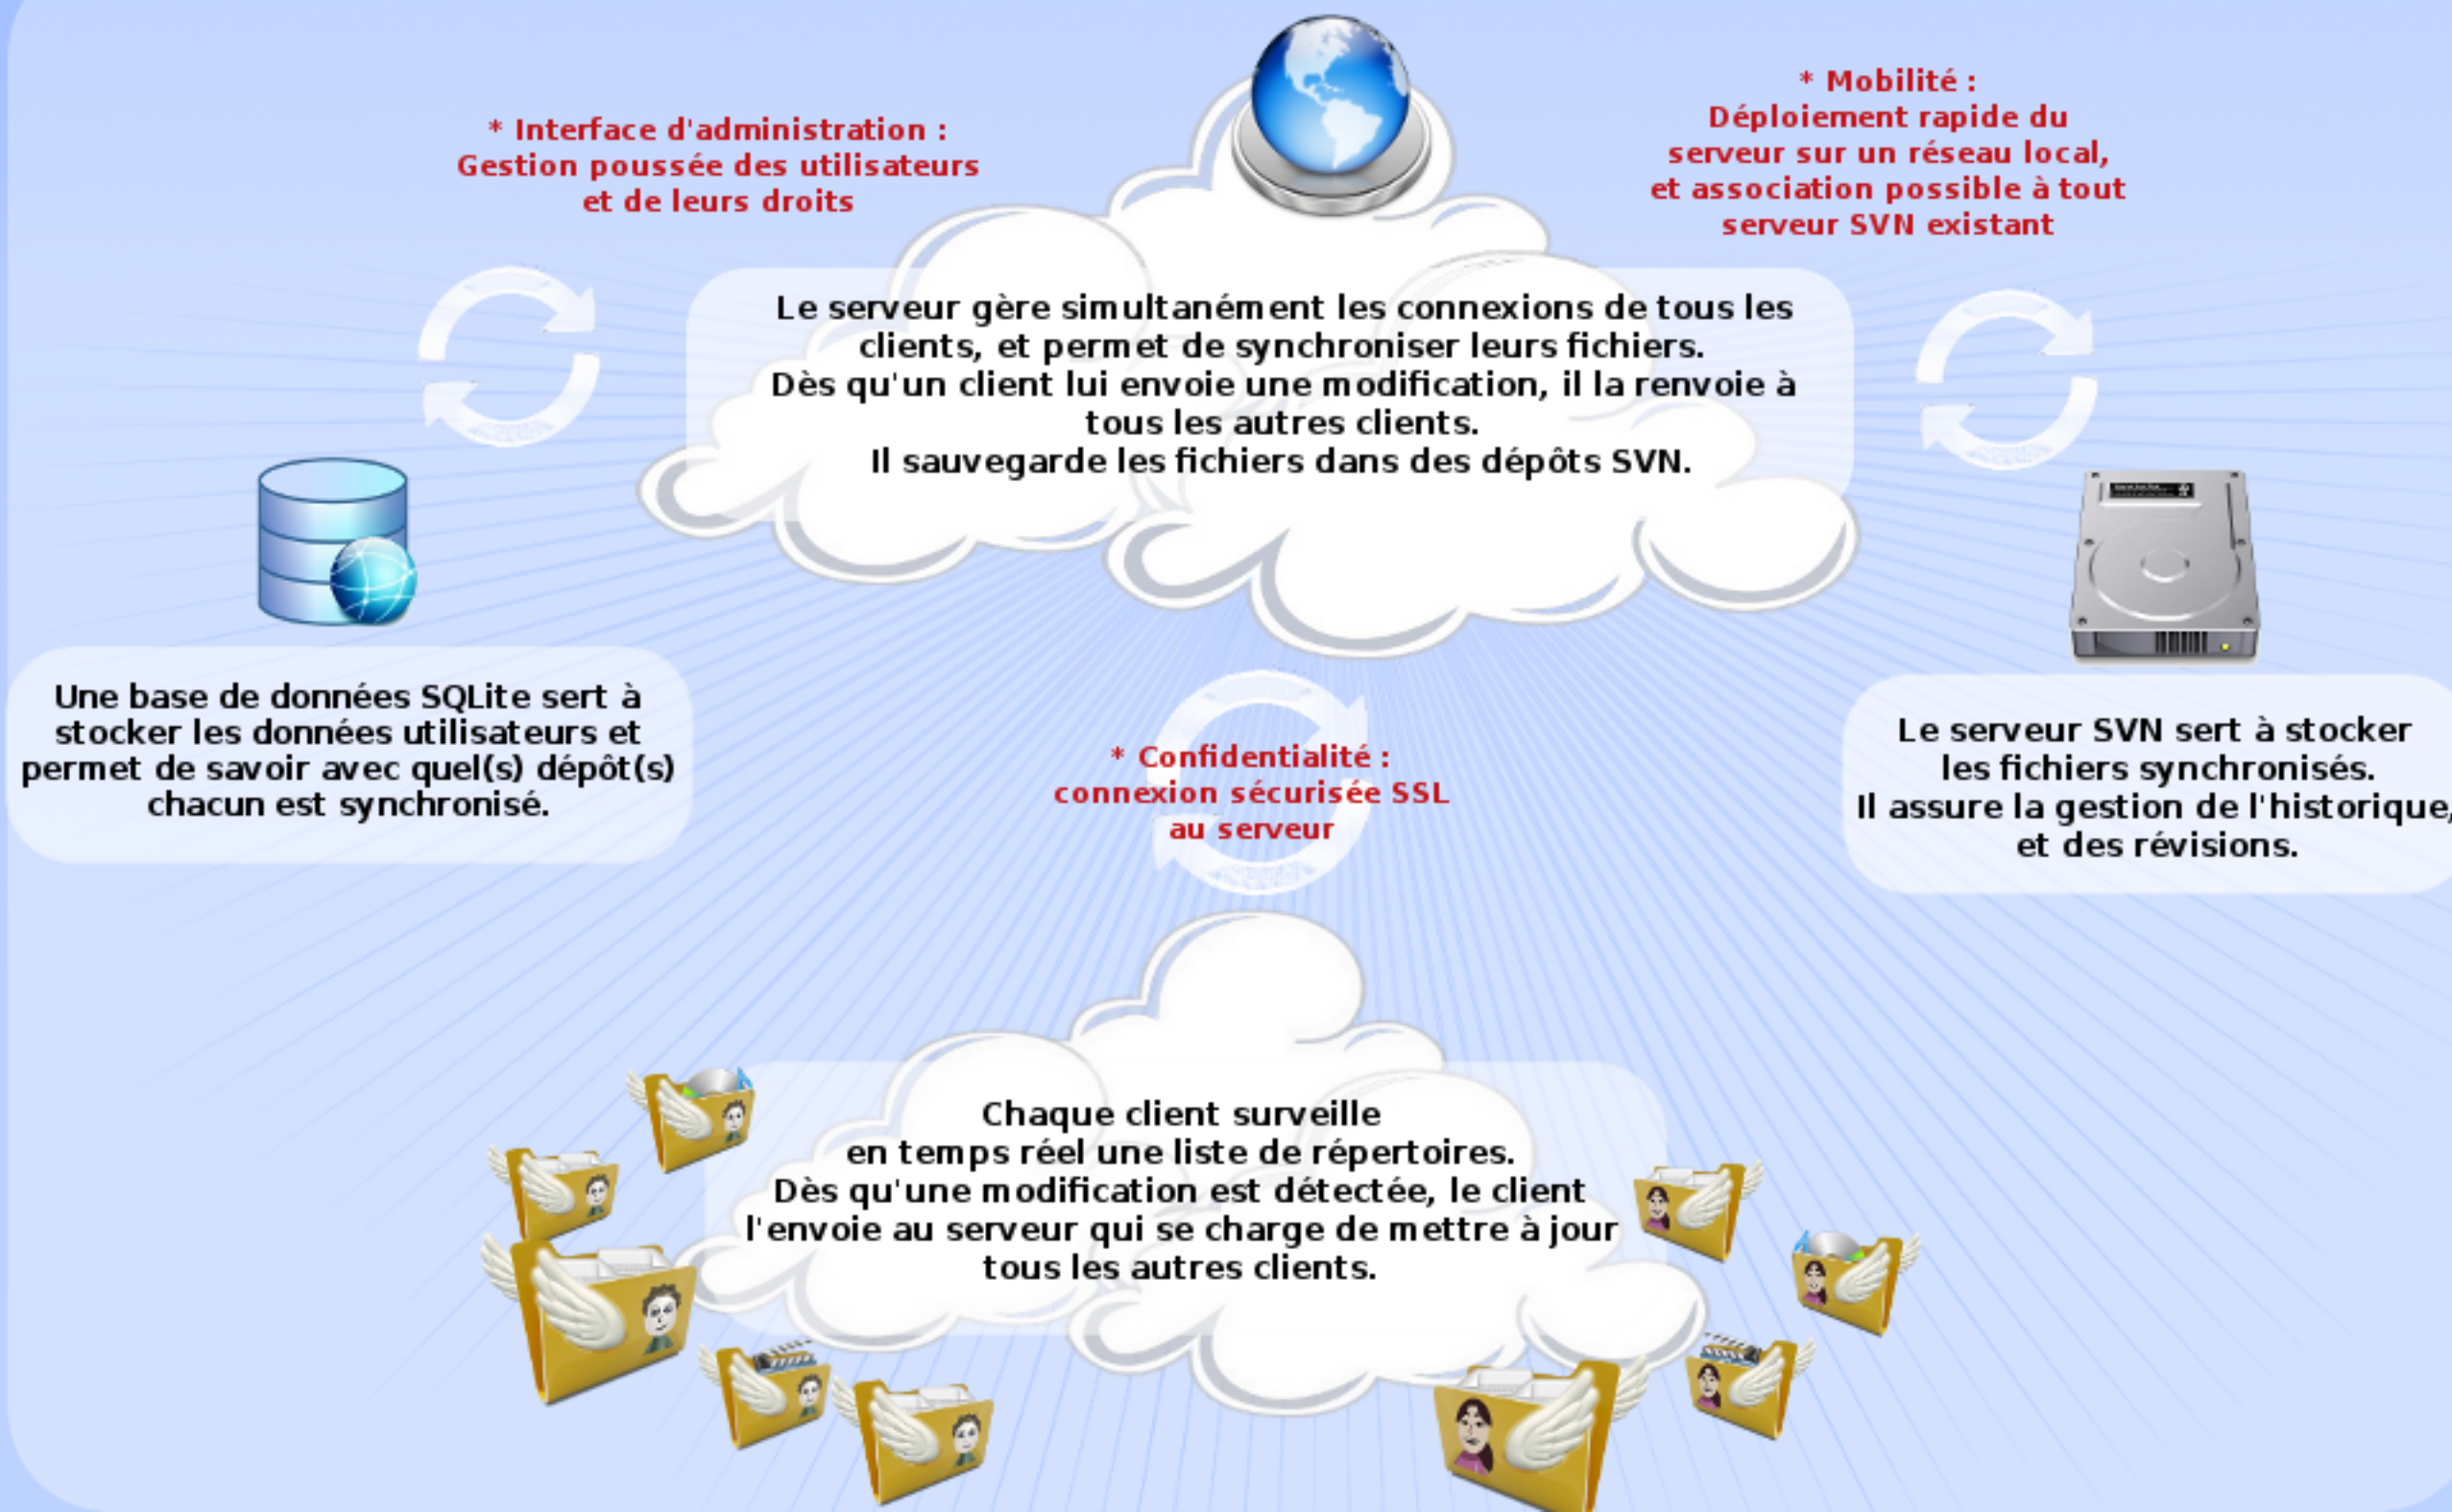 * Interface d'administration :
Gestion poussée des utilisateurs
et de leurs droits
* Mobilité :
Déploiement rapide du
serveur sur un réseau local,
et association possible à tout
serveur SVN existant
Le serveur gère simultanément les connexions de tous les
clients, et permet de synchroniser leurs fichiers.
Dès qu'un client lui envoie une modification, il la renvoie à
tous les autres clients.
Il sauvegarde les fichiers dans des dépôts SVN.
Une base de données SQLite sert à
stocker les données utilisateurs et
permet de savoir avec quel(s) dépôt(s)
chacun est synchronisé.
* Confidentialité :
connexion sécurisée SSL
au serveur
Le serveur SVN sert à stocker
les fichiers synchronisés.
Il assure la gestion de l'historique,
et des révisions.
Chaque client surveille
en temps réel une liste de répertoires.
Dès qu'une modification est détectée, le client
l'envoie au serveur qui se charge de mettre à jour
tous les autres clients.